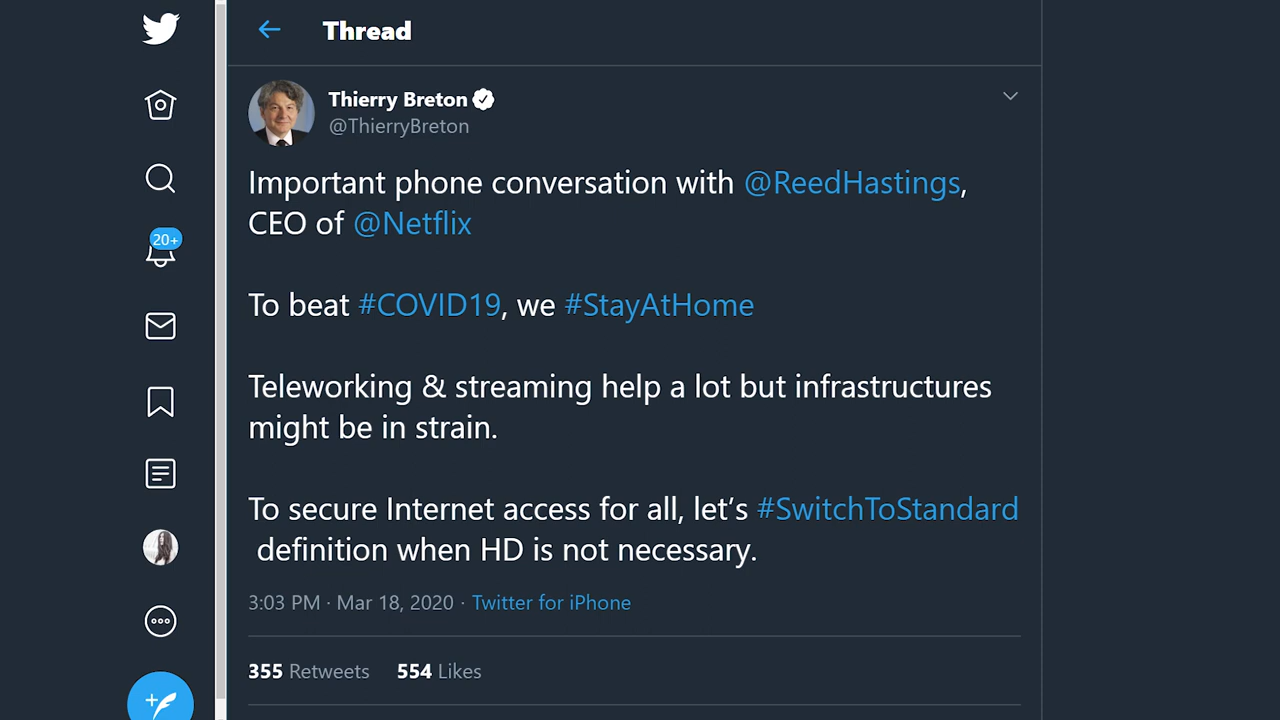 Thread
Thierry Breton
@ThierryBreton
Important phone conversation with @ReedHastings,
CEO of @Netflix
To beat #COVID19, we #StayAtHome
Teleworking & streaming help a lot but infrastructures
might be in strain.
To secure Internet access for all, let’s #SwitchToStandard
definition when HD is not necessary.
3:03 PM · Mar 18, 2020 · Twitter for iPhone
355 Retweets 554 Likes
20+